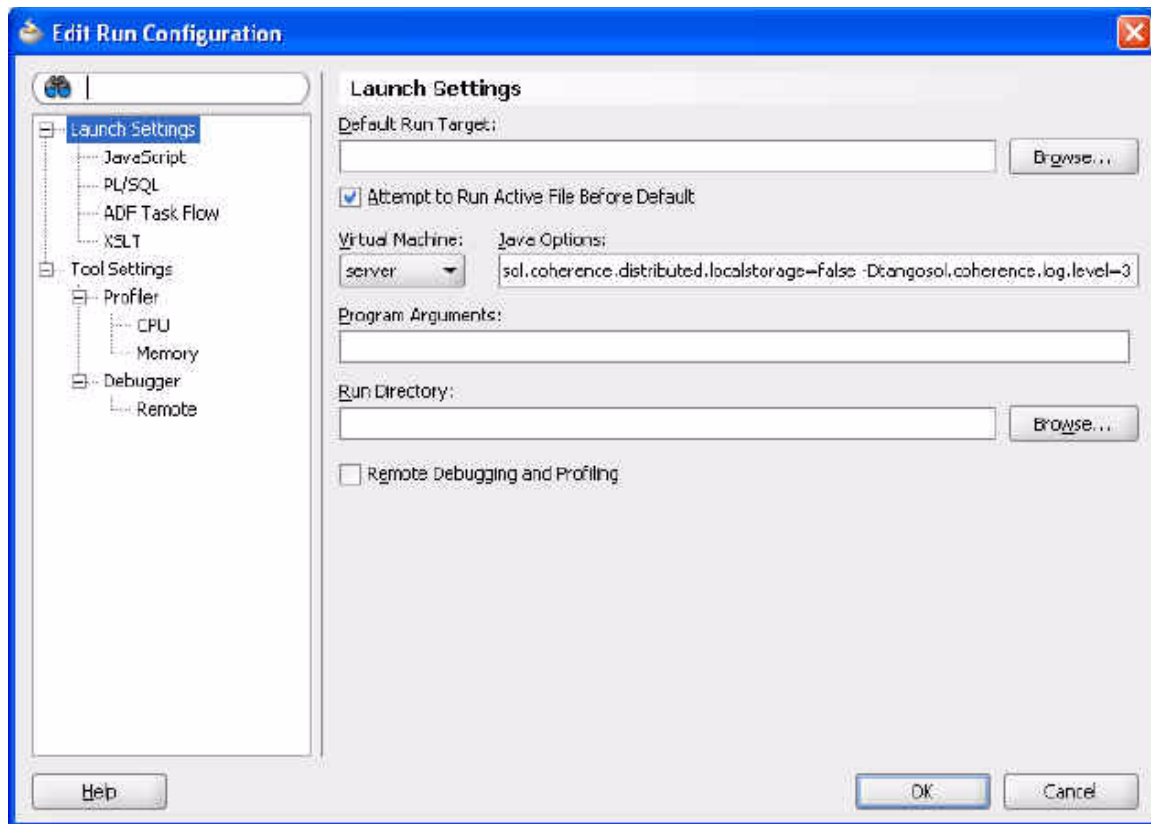 Edit Run Configuration
Launch Settings
JavaScript
PL/SQL
ADF Task Flow
XSLT
Tool Settings
Profiler
CPU
Memory
Debugger
Remote
Launch Settings
Default Run Target:
Browse...
Attempt to Run Active File Before Default
Virtual Machine: Java Options:
server sol.coherence.distributed.localstorage=false -Dtangosol.coherence.log.level=3
Program Arguments:
Run Directory:
Browse...
Remote Debugging and Profiling
Help OK Cancel